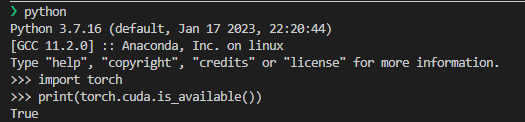 ❯ python
Python 3.7.16 (default, Jan 17 2023, 22:20:44)
[GCC 11.2.0] :: Anaconda, Inc. on linux
Type "help", "copyright", "credits" or "license" for more information.
>>> import torch
>>> print(torch.cuda.is_available())
True